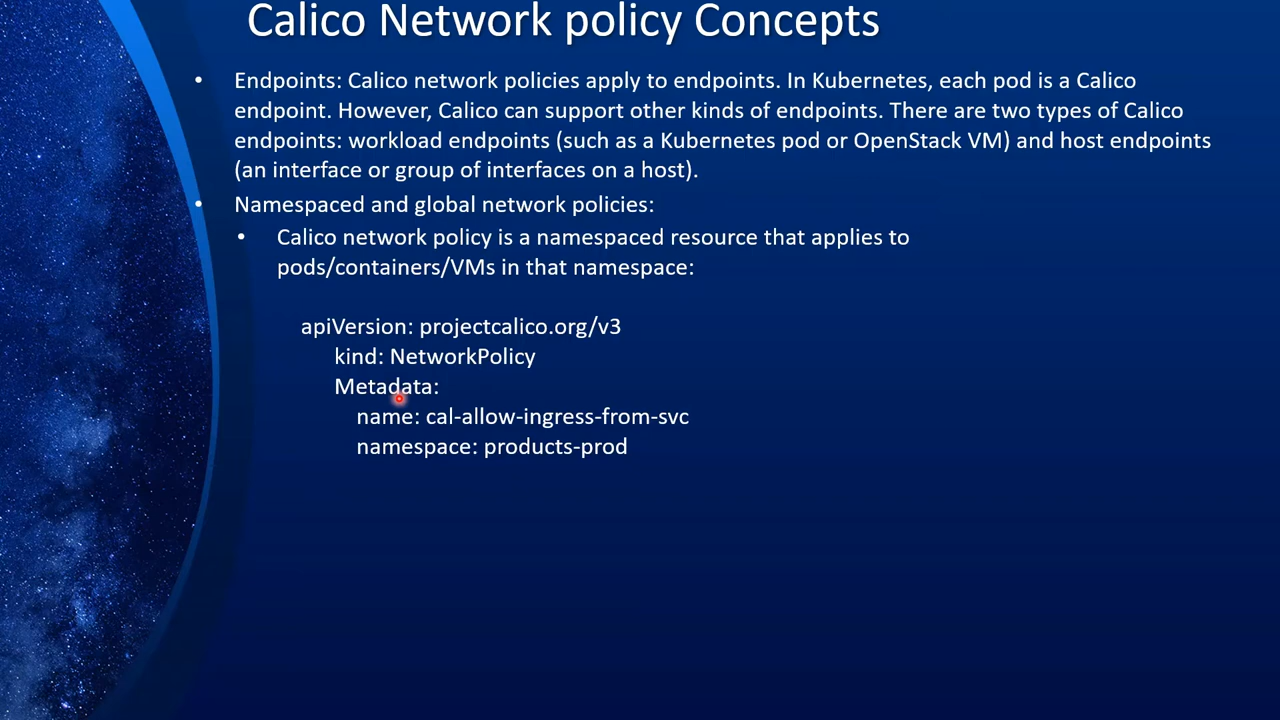 Calico Network policy Concepts
• Endpoints: Calico network policies apply to endpoints. In Kubernetes, each pod is a Calico
endpoint. However, Calico can support other kinds of endpoints. There are two types of Calico
endpoints: workload endpoints (such as a Kubernetes pod or OpenStack VM) and host endpoints
(an interface or group of interfaces on a host).
• Namespaced and global network policies:
• Calico network policy is a namespaced resource that applies to
pods/containers/VMs in that namespace:
apiVersion: projectcalico.org/v3
kind: NetworkPolicy
Metadata:
name: cal-allow-ingress-from-svc
namespace: products-prod